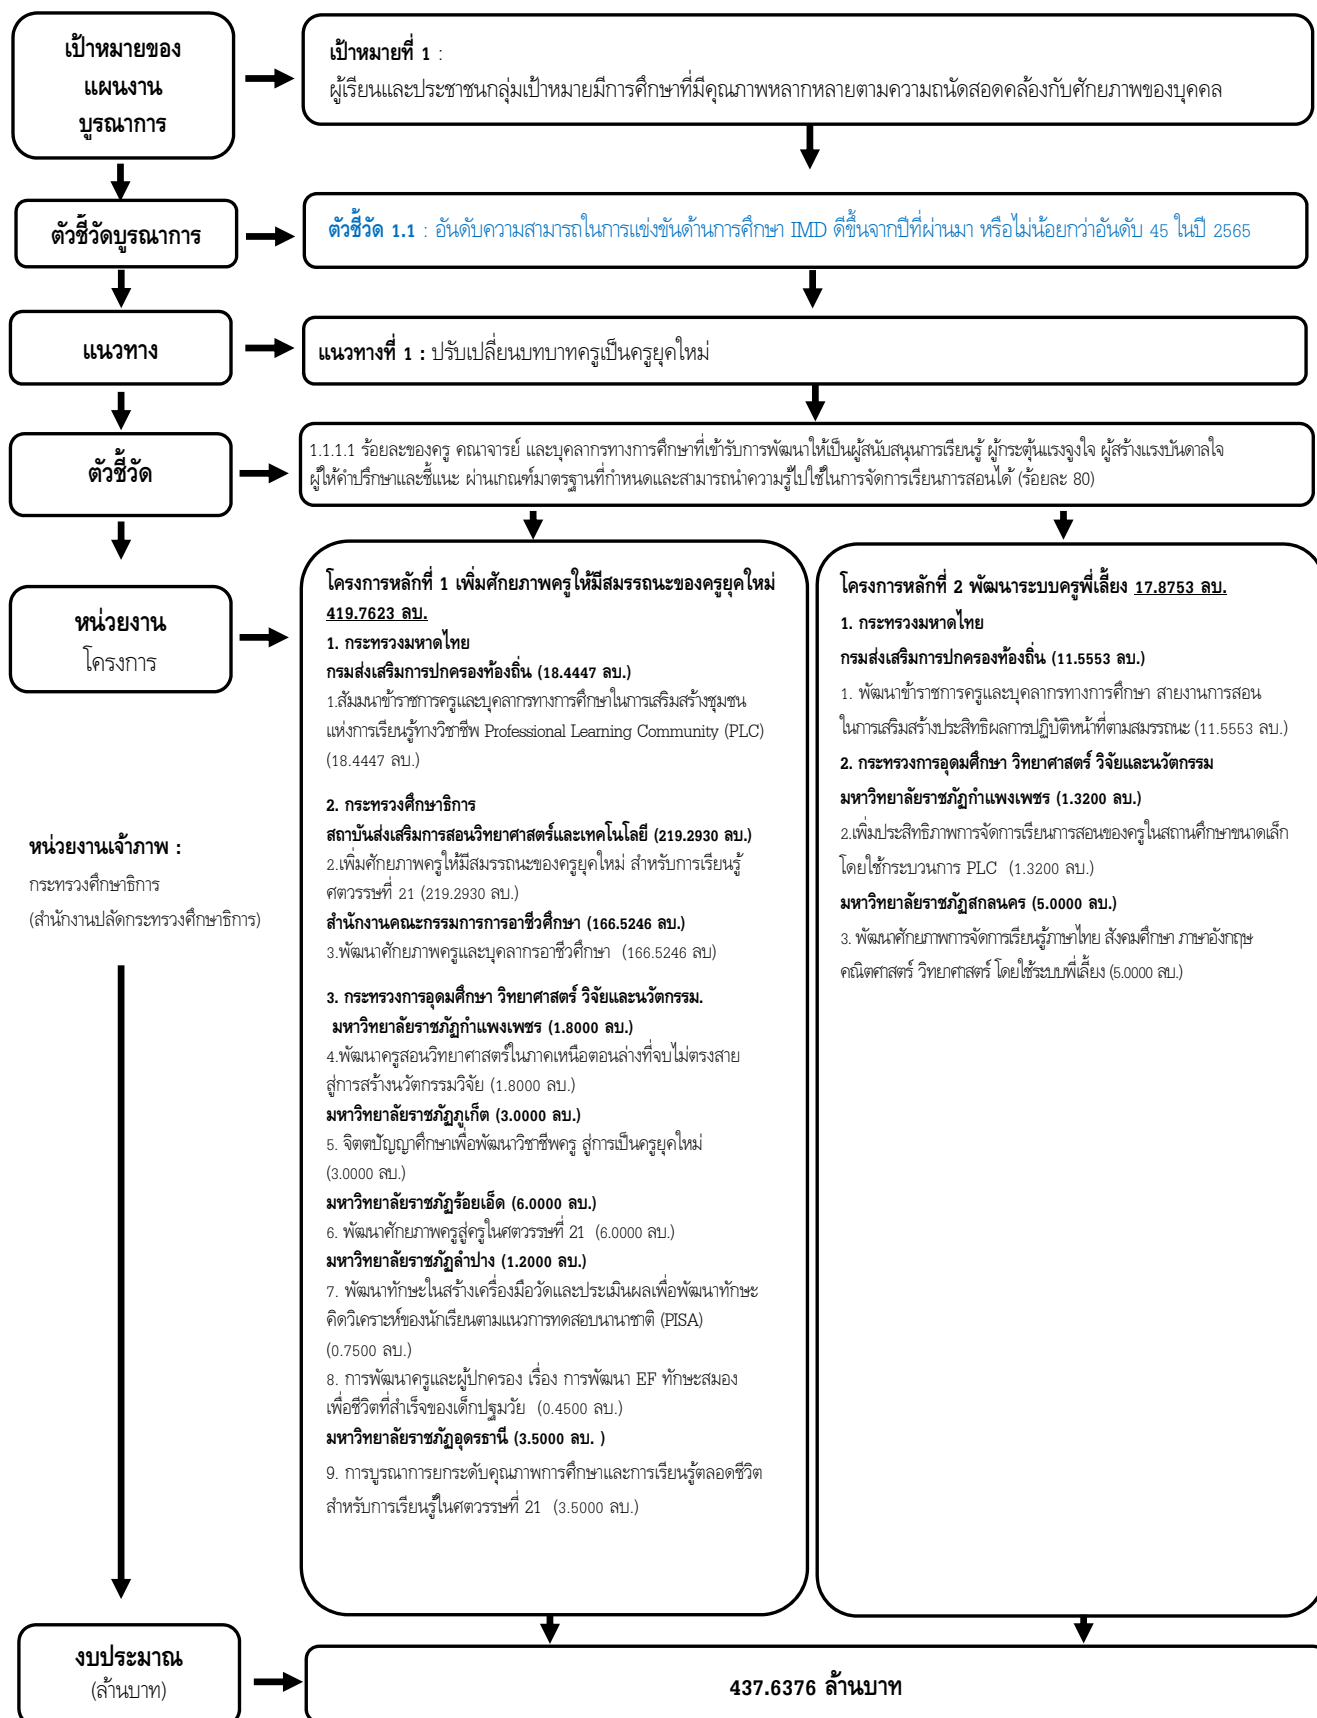 เป้าหมายของ
แผนงาน
บูรณาการ
เป้าหมายที่ 1 :
ผู้เรียนและประชาชนกลุ่มเป้าหมายมีการศึกษาที่มีคุณภาพหลากหลายตามความถนัดสอดคล้องกับศักยภาพของบุคคล
ตัวชี้วัดบูรณาการ
ตัวชี้วัด 1.1 : อันดับความสามารถในการแข่งขันด้านการศึกษา IMD ดีขึ้นจากปีที่ผ่านมา หรือไม่น้อยกว่าอันดับ 45 ในปี 2565
แนวทาง
แนวทางที่ 1 : ปรับเปลี่ยนบทบาทครูเป็นครูยุคใหม่
ตัวชี้วัด
1.1.1.1 ร้อยละของครู คณาจารย์ และบุคลากรทางการศึกษาที่เข้ารับการพัฒนาให้เป็นผู้สนับสนุนการเรียนรู้ ผู้กระตุ้นแรงจูงใจ ผู้สร้างแรงบันดาลใจ
ผู้ให้คำปรึกษาและชี้แนะ ผ่านเกณฑ์มาตรฐานที่กำหนดและสามารถนำความรู้ไปใช้ในการจัดการเรียนการสอนได้ (ร้อยละ 80)
หน่วยงาน
โครงการ
หน่วยงานเจ้าภาพ :
กระทรวงศึกษาธิการ
(สำนักงานปลัดกระทรวงศึกษาธิการ)
โครงการหลักที่ 1 เพิ่มศักยภาพครูให้มีสมรรถนะของครูยุคใหม่
419.7623 ลบ.
1. กระทรวงมหาดไทย
กรมส่งเสริมการปกครองท้องถิ่น (18.4447 ลบ.)
1.สัมมนาข้าราชการครูและบุคลากรทางการศึกษาในการเสริมสร้างชุมชน
แห่งการเรียนรู้ทางวิชาชีพ Professional Learning Community (PLC)
(18.4447 ลบ.)
2. กระทรวงศึกษาธิการ
สถาบันส่งเสริมการสอนวิทยาศาสตร์และเทคโนโลยี (219.2930 ลบ.)
2.เพิ่มศักยภาพครูให้มีสมรรถนะของครูยุคใหม่ สำหรับการเรียนรู้
ศตวรรษที่ 21 (219.2930 ลบ.)
สำนักงานคณะกรรมการการอาชีวศึกษา (166.5246 ลบ.)
3.พัฒนาศักยภาพครูและบุคลากรอาชีวศึกษา (166.5246 ลบ)
3. กระทรวงการอุดมศึกษา วิทยาศาสตร์ วิจัยและนวัตกรรม.
มหาวิทยาลัยราชภัฏกำแพงเพชร (1.8000 ลบ.)
4.พัฒนาครูสอนวิทยาศาสตร์ในภาคเหนือตอนล่างที่จบไม่ตรงสาย
สู่การสร้างนวัตกรรมวิจัย (1.8000 ลบ.)
มหาวิทยาลัยราชภัฏภูเก็ต (3.0000 ลบ.)
5. จิตตปัญญาศึกษาเพื่อพัฒนาวิชาชีพครู สู่การเป็นครูยุคใหม่
(3.0000 ลบ.)
มหาวิทยาลัยราชภัฏร้อยเอ็ด (6.0000 ลบ.)
6. พัฒนาศักยภาพครูสู่ครูในศตวรรษที่ 21 (6.0000 ลบ.)
มหาวิทยาลัยราชภัฏลำปาง (1.2000 ลบ.)
7. พัฒนาทักษะในสร้างเครื่องมือวัดและประเมินผลเพื่อพัฒนาทักษะ
คิดวิเคราะห์ของนักเรียนตามแนวการทดสอบนานาชาติ (PISA)
(0.7500 ลบ.)
8. การพัฒนาครูและผู้ปกครอง เรื่อง การพัฒนา EF ทักษะสมอง
เพื่อชีวิตที่สำเร็จของเด็กปฐมวัย (0.4500 ลบ.)
มหาวิทยาลัยราชภัฏอุดรธานี (3.5000 ลบ. )
9. การบูรณาการยกระดับคุณภาพการศึกษาและการเรียนรู้ตลอดชีวิต
สำหรับการเรียนรู้ในศตวรรษที่ 21 (3.5000 ลบ.)
โครงการหลักที่ 2 พัฒนาระบบครูพี่เลี้ยง 17.8753 ลบ.
1. กระทรวงมหาดไทย
กรมส่งเสริมการปกครองท้องถิ่น (11.5553 ลบ.)
1. พัฒนาข้าราชการครูและบุคลากรทางการศึกษา สายงานการสอน
ในการเสริมสร้างประสิทธิผลการปฏิบัติหน้าที่ตามสมรรถนะ (11.5553 ลบ.)
2. กระทรวงการอุดมศึกษา วิทยาศาสตร์ วิจัยและนวัตกรรม
มหาวิทยาลัยราชภัฏกำแพงเพชร (1.3200 ลบ.)
2.เพิ่มประสิทธิภาพการจัดการเรียนการสอนของครูในสถานศึกษาขนาดเล็ก
โดยใช้กระบวนการ PLC (1.3200 ลบ.)
มหาวิทยาลัยราชภัฏสกลนคร (5.0000 ลบ.)
3. พัฒนาศักยภาพการจัดการเรียนรู้ภาษาไทย สังคมศึกษา ภาษาอังกฤษ
คณิตศาสตร์ วิทยาศาสตร์ โดยใช้ระบบพี่เลี้ยง (5.0000 ลบ.)
งบประมาณ
(ล้านบาท)
437.6376 ล้านบาท